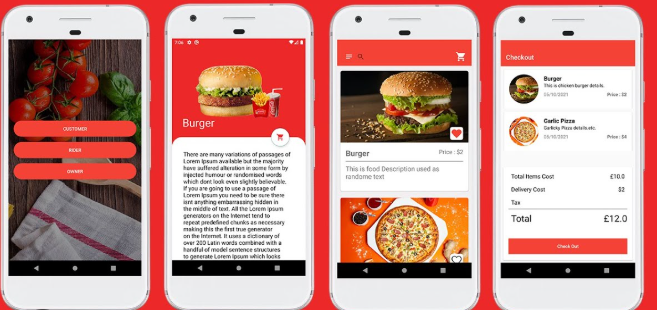 CUSTOMER
RIDER
OWNER
7:06
Burger
There are many variations of passages of
Lorem Ipsum available but the majority
have suffered alteration in some form by
injected humour or randomised words
which dont look even slightly believable.
If you are going to use a passage of
Lorem Ipsum you need to be sure there
isnt anything embarrassing hidden in
the middle of text. All the Lorem Ipsum
generators on the Internet tend to
repeat predefined chunks as necessary
making this the first true generator
on the Internet. It uses a dictionary of
over 200 Latin words combined with a
handful of model sentence structures
to generate Lorem Ipsum which looks
Burger
Price : $2
This is food Description used as
randome text
Checkout
Burger
This is chicken burger details.
05/10/2021
Price : £2
Garlic Pizza
Garlicky Pizza details.etc.
05/10/2021
Price : £4
Total Items Cost £10.0
Delivery Cost $2
Tax
Total £12.0
Check Out!